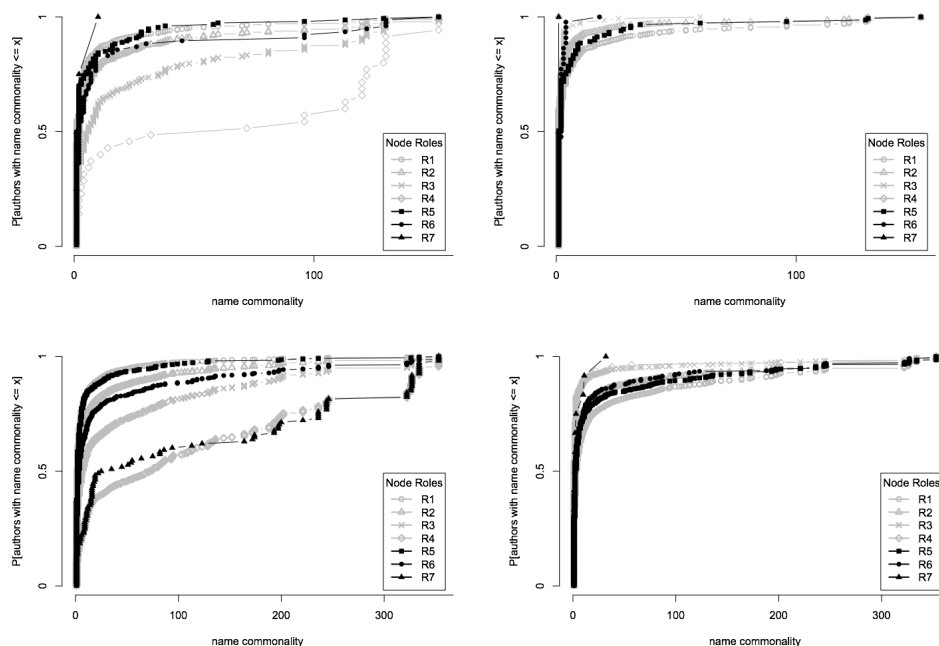 P[authors with name commonality <= x]
1
0.5
0
Node Roles
R1
R2
R3
R4
R5
R6
R7
0 100
name commonality
P[authors with name commonality <= x]
1
0.5
0
Node Roles
R1
R2
R3
R4
R5
R6
R7
0 100
name commonality
P[authors with name commonality <= x]
1
0.5
0
Node Roles
R1
R2
R3
R4
R5
R6
R7
0 100 200 300
name commonality
P[authors with name commonality <= x]
1
0.5
0
Node Roles
R1
R2
R3
R4
R5
R6
R7
0 100 200 300
name commonality